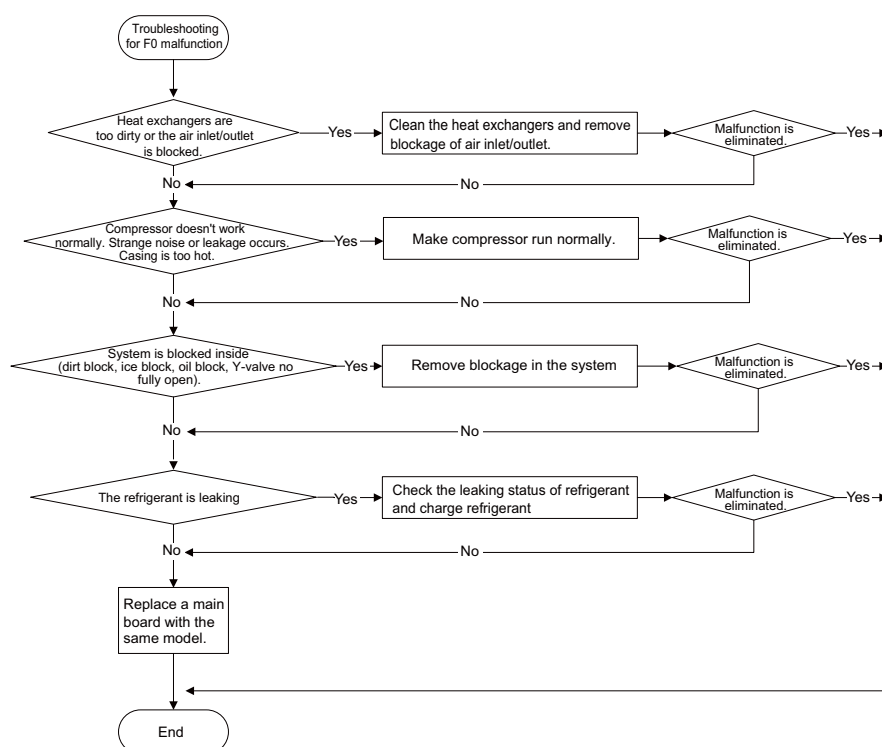 Troubleshooting
for F0 malfunction
Heat exchangers are
too dirty or the air inlet/outlet
is blocked.
Yes
Clean the heat exchangers and remove
blockage of air inlet/outlet.
Malfunction is
eliminated.
Yes
No
No
Compressor doesn't work
normally. Strange noise or leakage occurs.
Casing is too hot.
Yes
Make compressor run normally.
Malfunction is
eliminated.
Yes
No
No
System is blocked inside
(dirt block, ice block, oil block, Y-valve no
fully open).
Yes
Remove blockage in the system
Malfunction is
eliminated.
Yes
No
No
The refrigerant is leaking
Yes
Check the leaking status of refrigerant
and charge refrigerant
Malfunction is
eliminated.
Yes
No
No
Replace a main
board with the
same model.
End